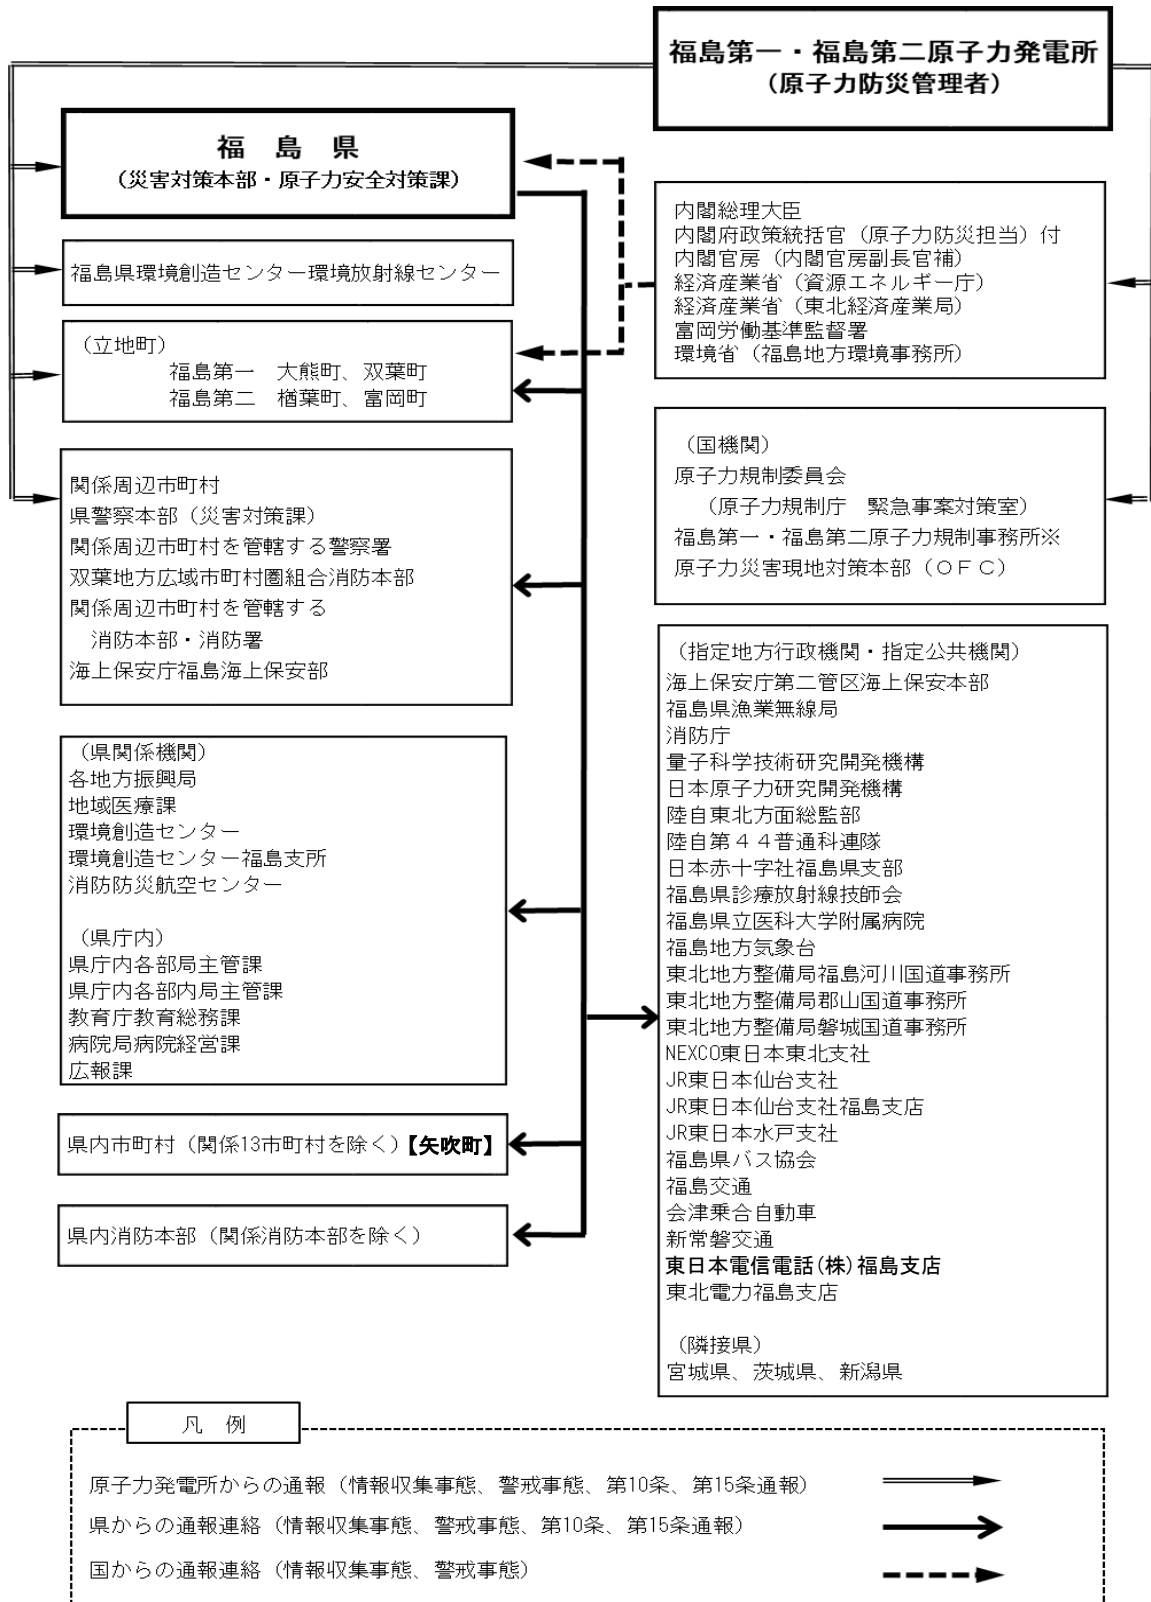 福島第一・福島第二原子力発電所
（原子力防災管理者）
福　島　県
（災害対策本部・原子力安全対策課）
福島県環境創造センター環境放射線センター
（立地町）
福島第一　大熊町、双葉町
福島第二　楢葉町、富岡町
関係周辺市町村
県警察本部（災害対策課）
関係周辺市町村を管轄する警察署
双葉地方広域市町村圏組合消防本部
関係周辺市町村を管轄する
消防本部・消防署
海上保安庁福島海上保安部
（県関係機関）
各地方振興局
地域医療課
環境創造センター
環境創造センター福島支所
消防防災航空センター
（県庁内）
県庁内各部局主管課
県庁内各部内局主管課
教育庁教育総務課
病院局病院経営課
広報課
県内市町村（関係13市町村を除く）【矢吹町】
県内消防本部（関係消防本部を除く）
内閣総理大臣
内閣府政策統括官（原子力防災担当）付
内閣官房（内閣官房副長官補）
経済産業省（資源エネルギー庁）
経済産業省（東北経済産業局）
富岡労働基準監督署
環境省（福島地方環境事務所）
（国機関）
原子力規制委員会
（原子力規制庁　緊急事案対策室）
福島第一・福島第二原子力規制事務所※
原子力災害現地対策本部（ＯＦＣ）
（指定地方行政機関・指定公共機関）
海上保安庁第二管区海上保安本部
福島県漁業無線局
消防庁
量子科学技術研究開発機構
日本原子力研究開発機構
陸自東北方面総監部
陸自第４４普通科連隊
日本赤十字社福島県支部
福島県診療放射線技師会
福島県立医科大学附属病院
福島地方気象台
東北地方整備局福島河川国道事務所
東北地方整備局郡山国道事務所
東北地方整備局磐城国道事務所
NEXCO東日本東北支社
JR東日本仙台支社
JR東日本仙台支社福島支店
JR東日本水戸支社
福島県バス協会
福島交通
会津乗合自動車
新常磐交通
東日本電信電話(株)福島支店
東北電力福島支店
（隣接県）
宮城県、茨城県、新潟県
凡　例
原子力発電所からの通報（情報収集事態、警戒事態、第10条、第15条通報）
県からの通報連絡（情報収集事態、警戒事態、第10条、第15条通報）
国からの通報連絡（情報収集事態、警戒事態）